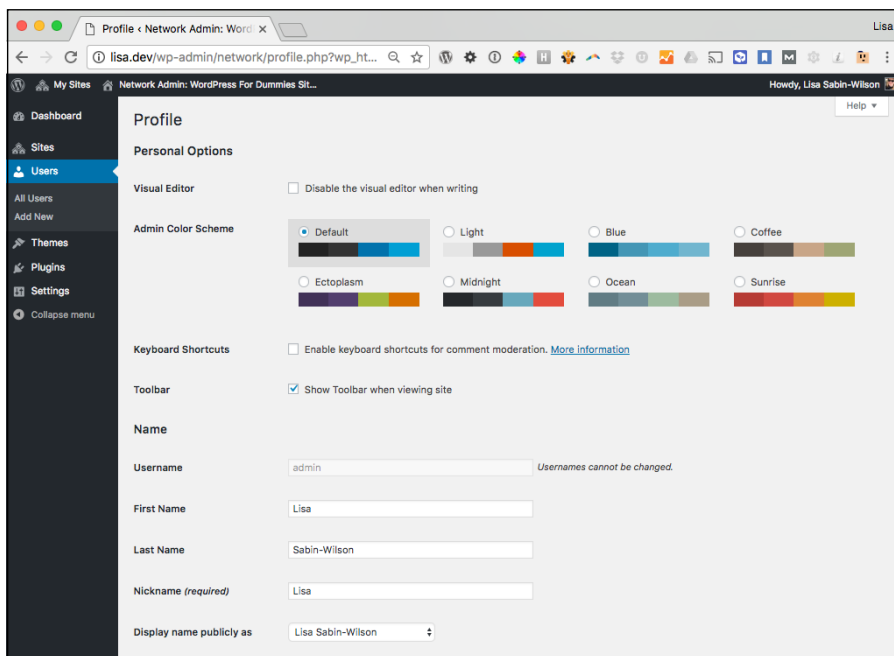 Profile ‹ Network Admin: Word
Lisa
lisa.dev/wp-admin/network/profile.php?wp_ht...
My Sites Network Admin: WordPress For Dummies Sit... Howdy, Lisa Sabin-Wilson
Help
Dashboard
Sites
Users
All Users
Add New
Themes
Plugins
Settings
Collapse menu
Profile
Personal Options
Visual Editor Disable the visual editor when writing
Admin Color Scheme Default Light Blue Coffee
Ectoplasm Midnight Ocean Sunrise
Keyboard Shortcuts Enable keyboard shortcuts for comment moderation. More information
Toolbar Show Toolbar when viewing site
Name
Username admin Usernames cannot be changed.
First Name Lisa
Last Name Sabin-Wilson
Nickname (required) Lisa
Display name publicly as Lisa Sabin-Wilson